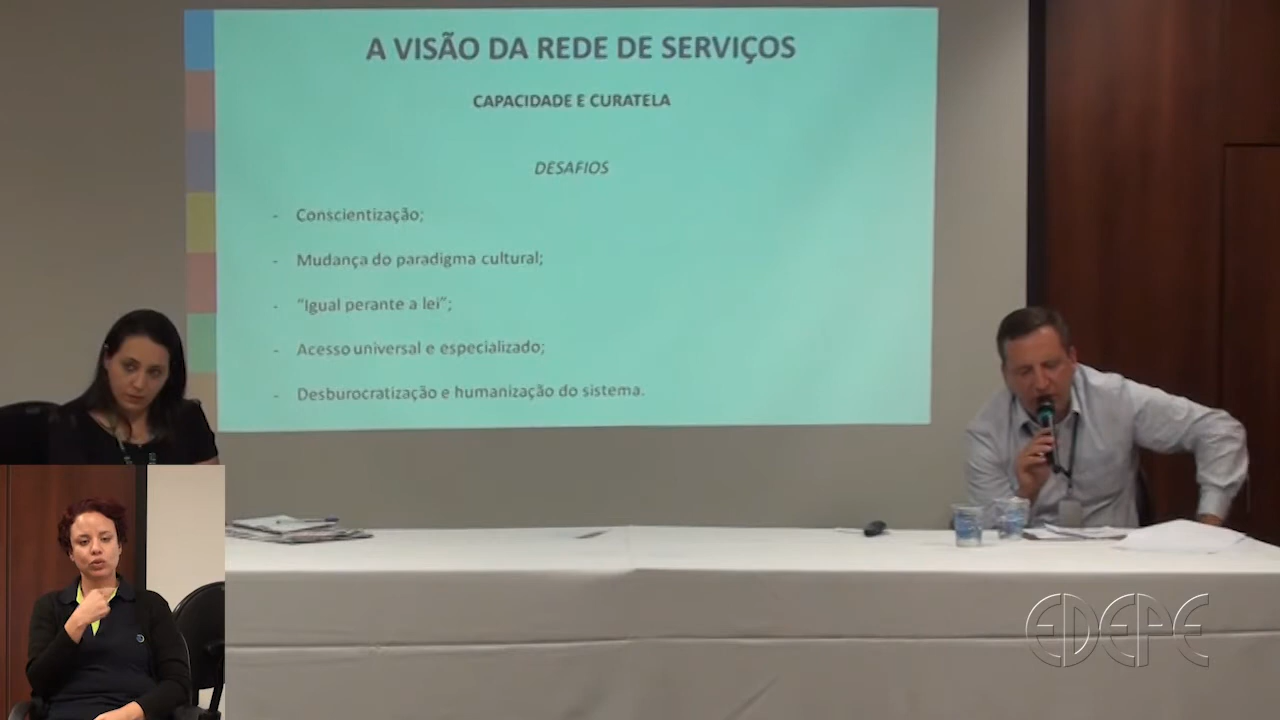 A VISÃO DA REDE DE SERVIÇOS
CAPACIDADE E CURATELA
DESAFIOS
- Conscientização;
- Mudança do paradigma cultural;
- “Igual perante a lei”;
- Acesso universal e especializado;
- Desburocratização e humanização do sistema.
EDEPE